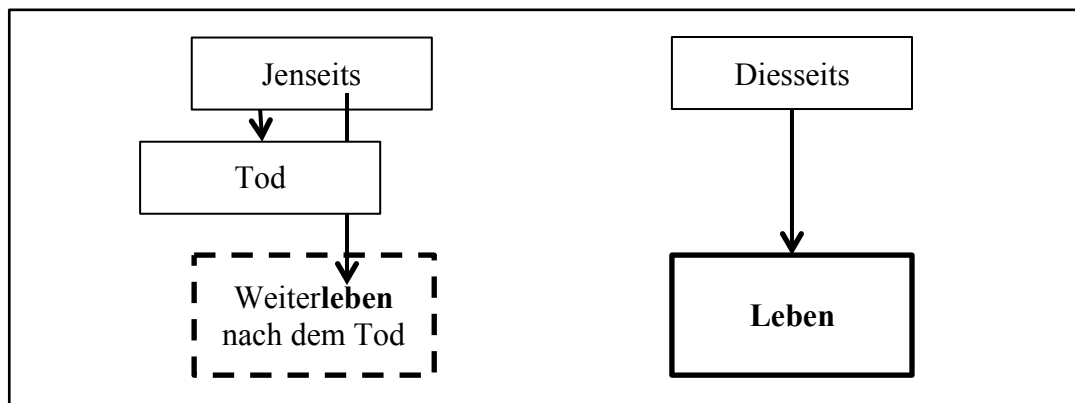 Jenseits
Diesseits
Tod
Weiterleben
nach dem Tod
Leben